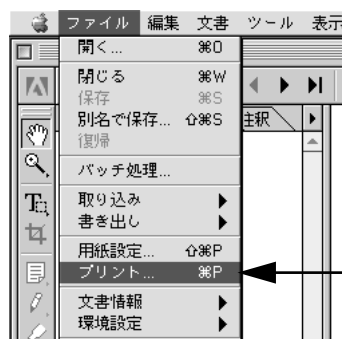 ファイル 編集 文書 ツール 表示
開く... ⌘O
閉じる ⌘W
保存 ⌘S
別名で保存... ⇧⌘S
復帰
バッチ処理...
取り込み
書き出し
用紙設定... ⇧⌘P
プリント... ⌘P
文書情報
環境設定
注釈